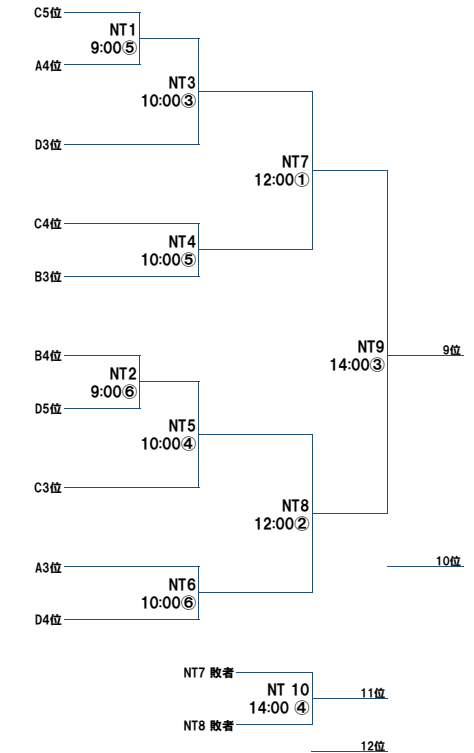 C5位
NT1
9:00⑤
A4位
NT3
10:00③
D3位
NT7
12:00①
C4位
NT4
10:00⑤
B3位
NT9
14:00③
9位
B4位
NT2
9:00⑥
D5位
NT5
10:00④
C3位
NT8
12:00②
10位
A3位
NT6
10:00⑥
D4位
NT7 敗者
NT 10
14:00 ④
11位
NT8 敗者
12位